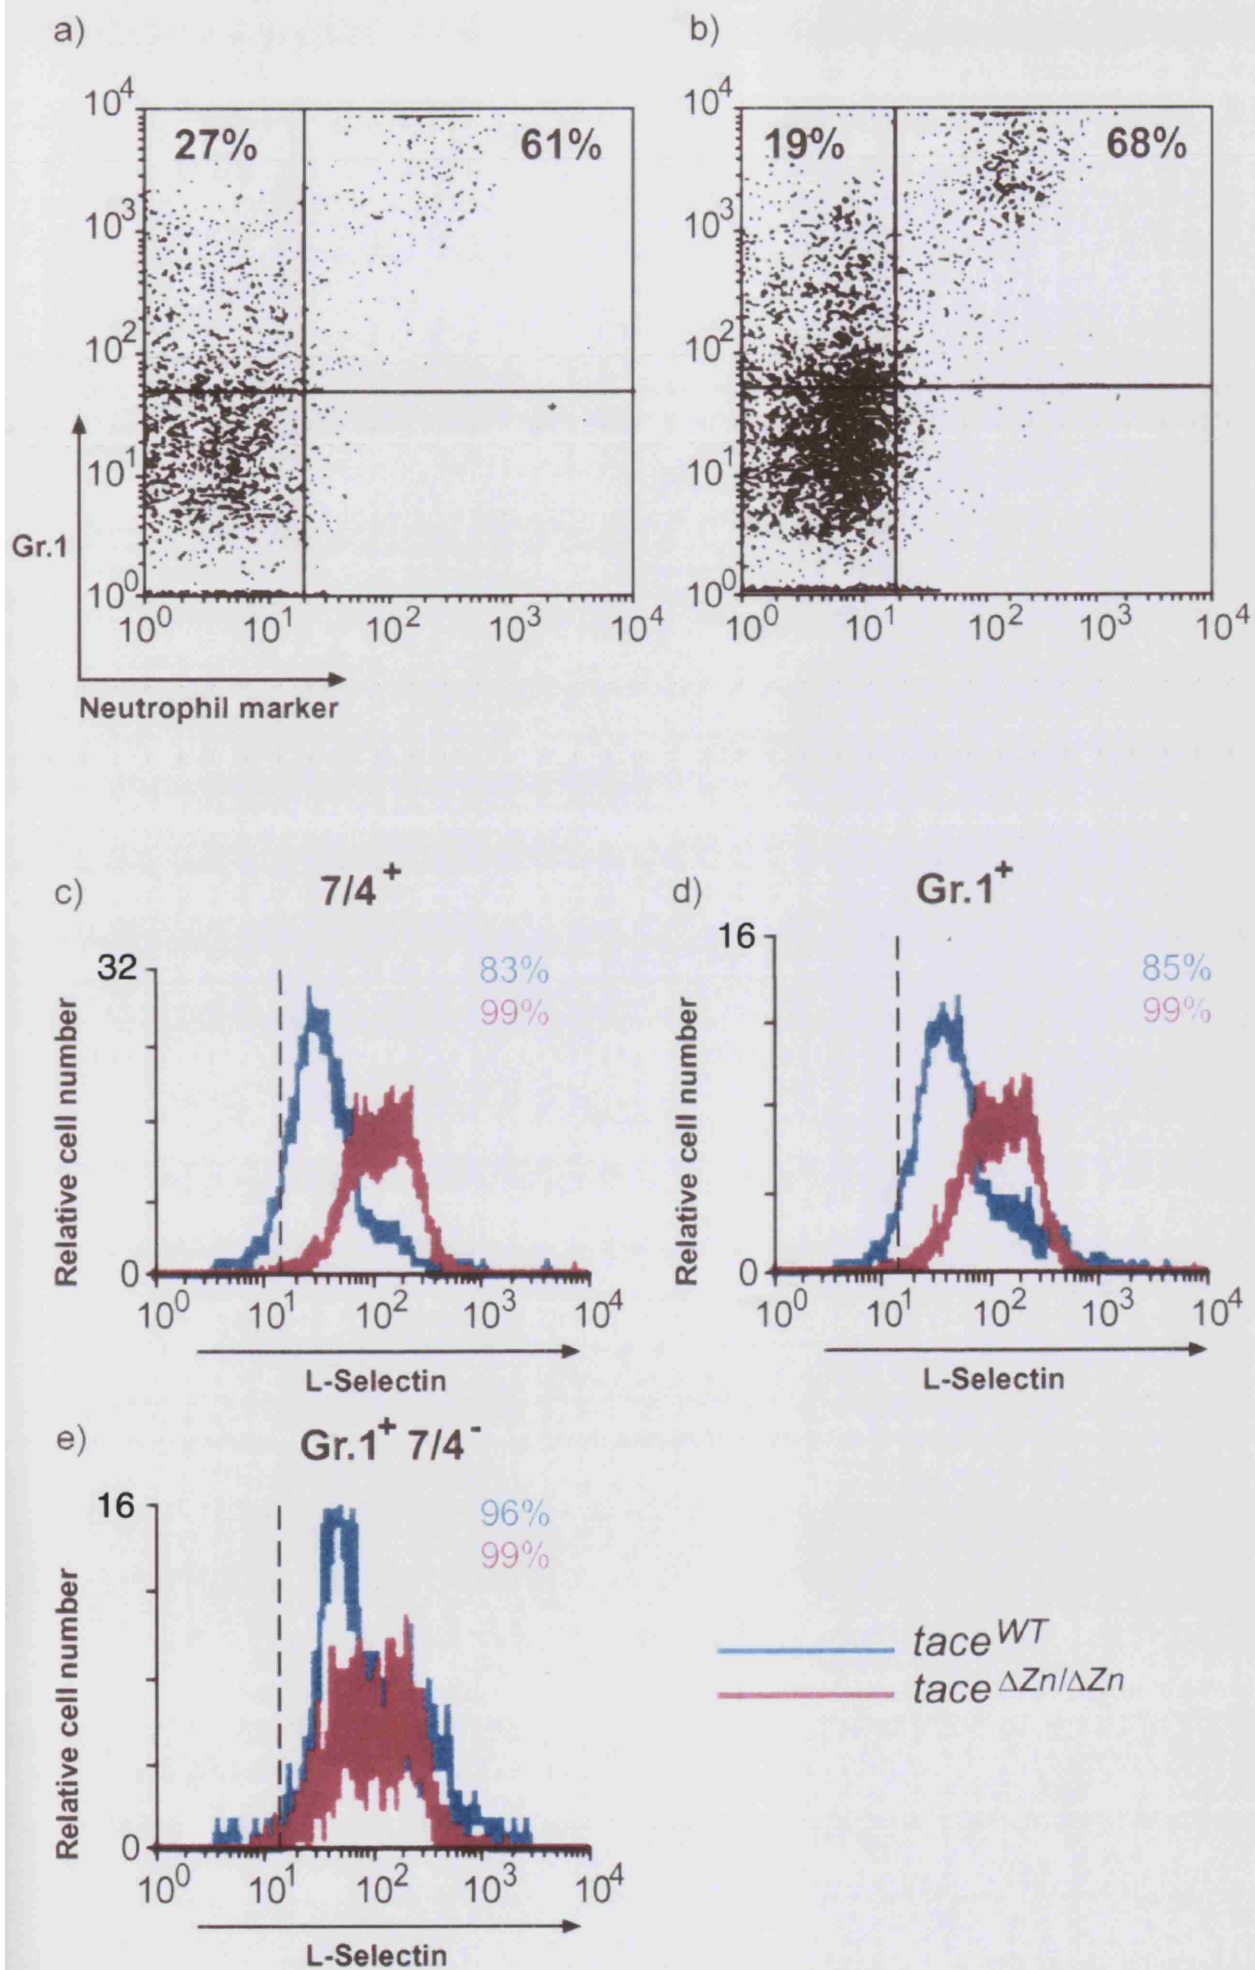 a)
b)
10^4
27%
61%
10^3
10^2
10^1
10^0
10^0 10^1 10^2 10^3 10^4
Gr.1
Neutrophil marker
10^4
19%
68%
10^3
10^2
10^1
10^0
10^0 10^1 10^2 10^3 10^4
c)
7/4^+
32
83%
99%
Relative cell number
0
10^0 10^1 10^2 10^3 10^4
L-Selectin
d)
Gr.1^+
16
85%
99%
Relative cell number
0
10^0 10^1 10^2 10^3 10^4
L-Selectin
e)
Gr.1^+ 7/4^-
16
96%
99%
Relative cell number
0
10^0 10^1 10^2 10^3 10^4
L-Selectin
tace^WT
tace^ΔZn/ΔZn